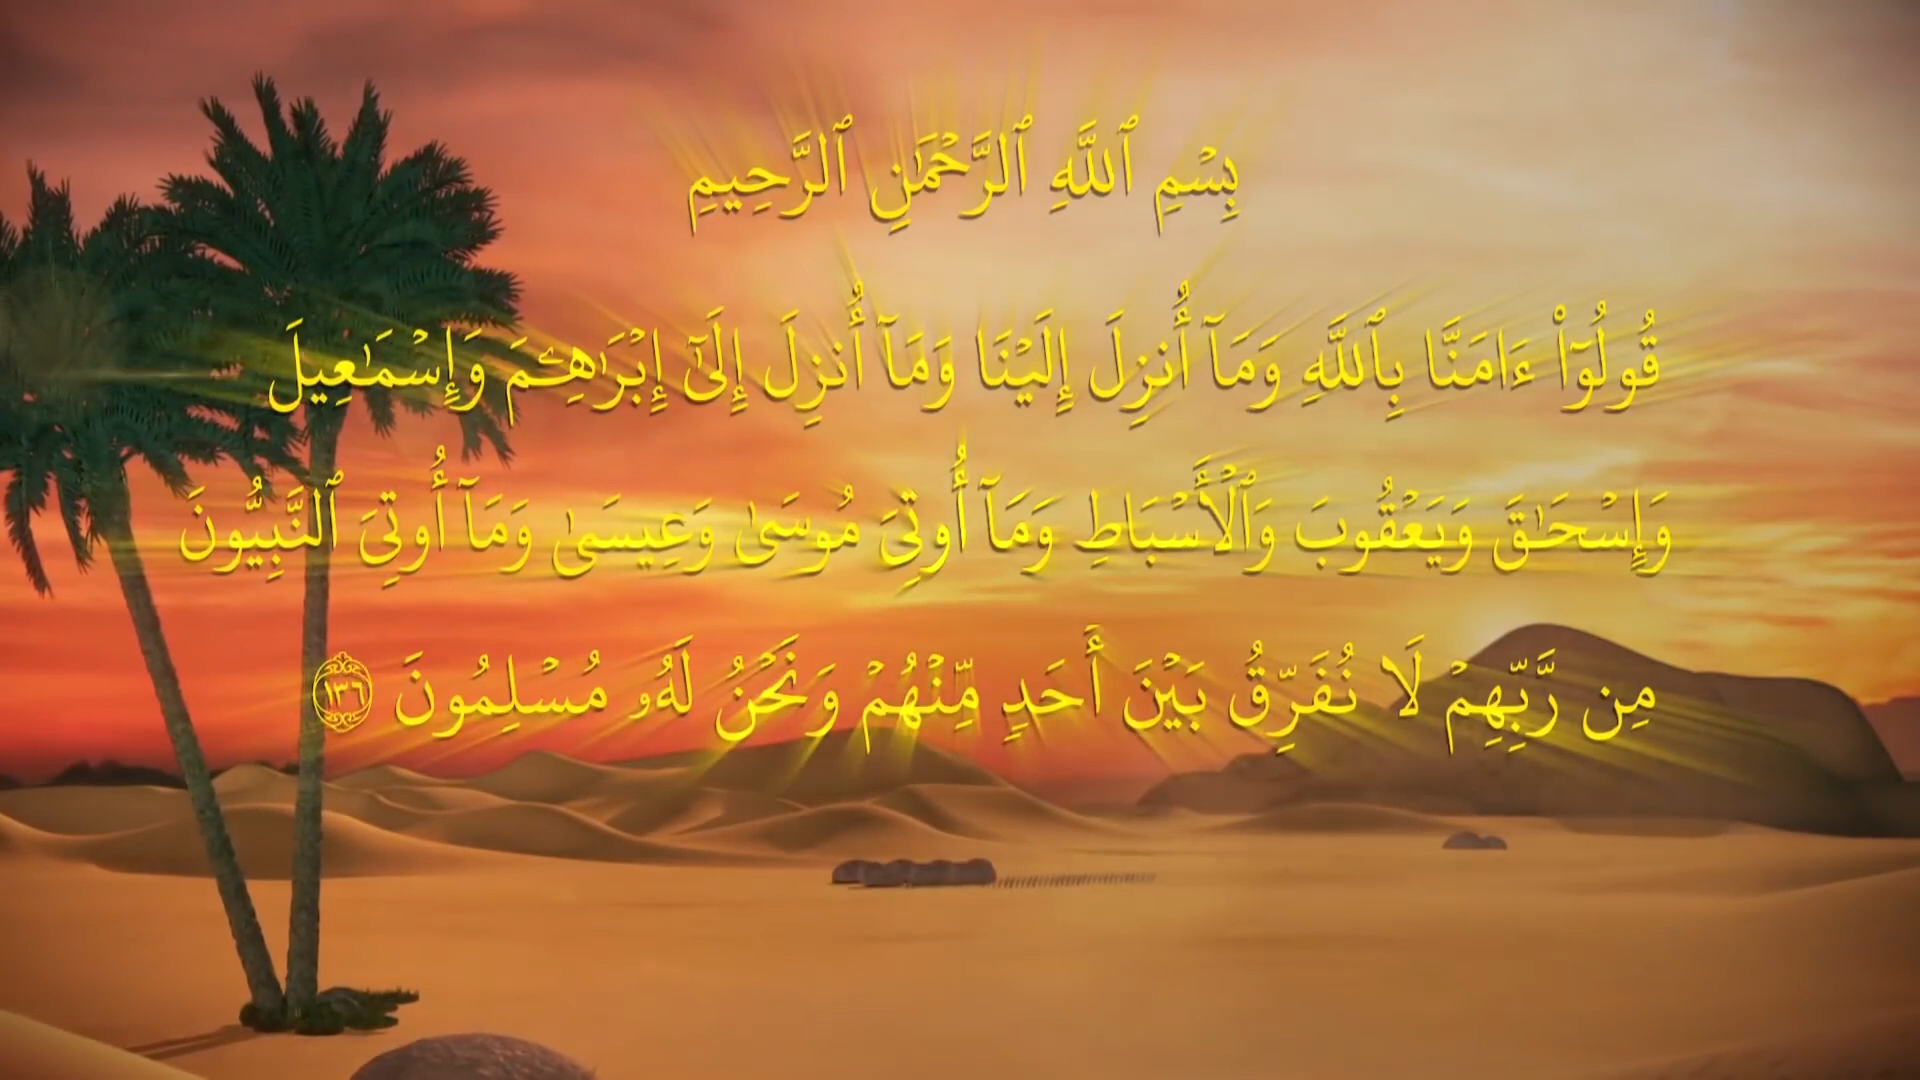 بِسۡمِ ٱللَّهِ ٱلرَّحۡمَٰنِ ٱلرَّحِيمِ
قُولُوٓاْ ءَامَنَّا بِٱللَّهِ وَمَآ أُنزِلَ إِلَيۡنَا وَمَآ أُنزِلَ إِلَىٰٓ إِبۡرَٰهِـۧمَ وَإِسۡمَٰعِيلَ
وَإِسۡحَٰقَ وَيَعۡقُوبَ وَٱلۡأَسۡبَاطِ وَمَآ أُوتِيَ مُوسَىٰ وَعِيسَىٰ وَمَآ أُوتِيَ ٱلنَّبِيُّونَ
مِن رَّبِّهِمۡ لَا نُفَرِّقُ بَيۡنَ أَحَدٖ مِّنۡهُمۡ وَنَحۡنُ لَهُۥ مُسۡلِمُونَ ١٣٦